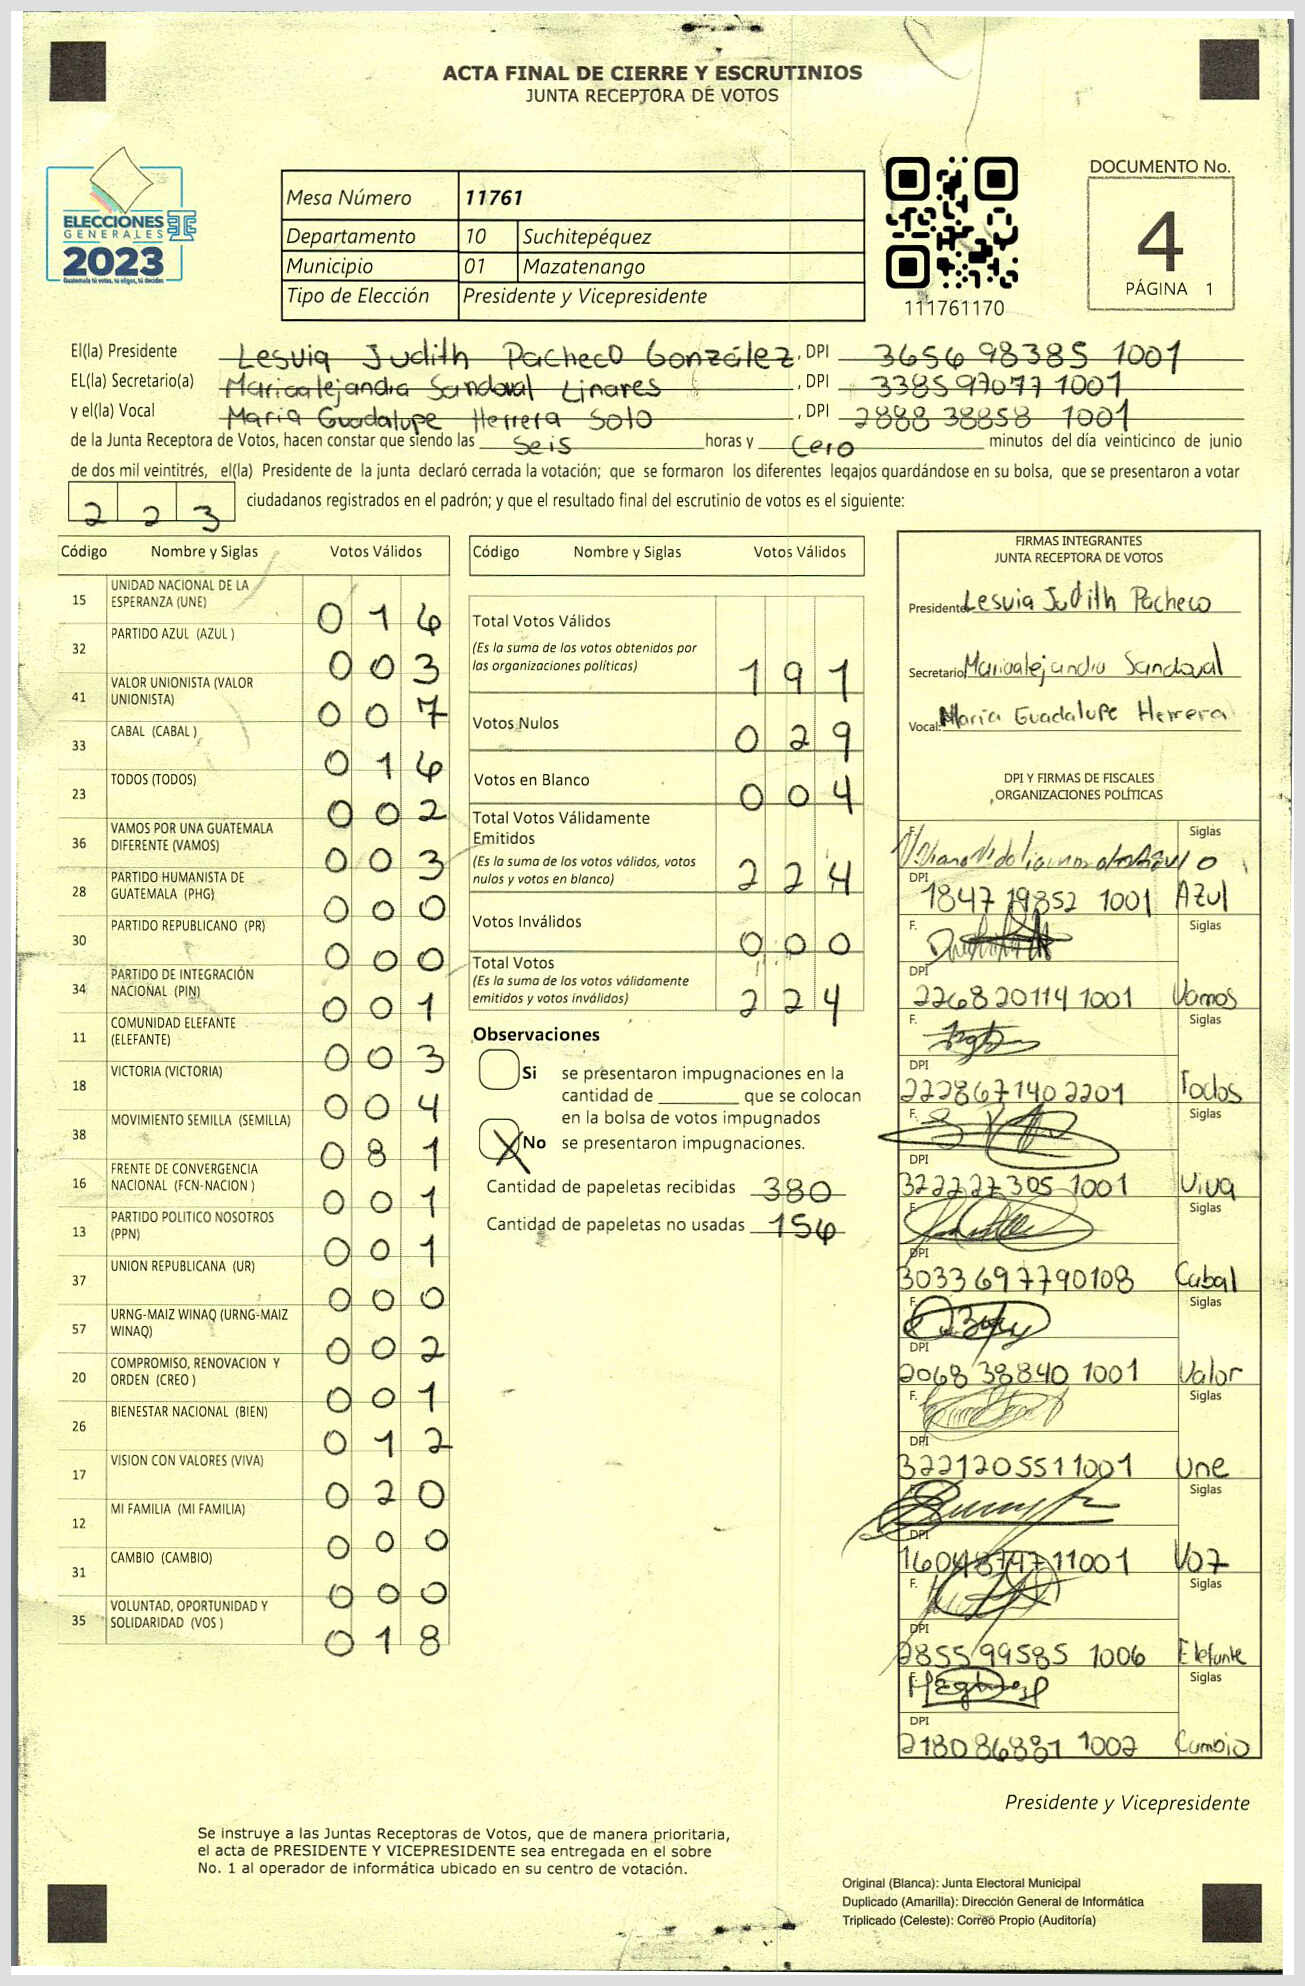 ACTA FINAL DE CIERRE Y ESCRUTINIOS
JUNTA RECEPTORA DE VOTOS
ELECCIONES
GENERALES
2023
Guatemala tú votas, tú eliges, tú decides
Mesa Número 11761
Departamento 10 Suchitepéquez
Municipio 01 Mazatenango
Tipo de Elección Presidente y Vicepresidente
111761170
DOCUMENTO No.
4
PÁGINA 1
El(la) Presidente Lesvia Judith Pacheco González, DPI 3656 98385 1001
EL(la) Secretario(a) Mariaalejandra Sandoval Linares, DPI 3385 97077 1001
y el(la) Vocal Maria Guadalupe Herrera Soto, DPI 2888 38858 1001
de la Junta Receptora de Votos, hacen constar que siendo las Seis horas y Cero minutos del día veinticinco de junio
de dos mil veintitrés, el(la) Presidente de la junta declaró cerrada la votación; que se formaron los diferentes legajos guardándose en su bolsa, que se presentaron a votar
2 2 3 ciudadanos registrados en el padrón; y que el resultado final del escrutinio de votos es el siguiente:
Código Nombre y Siglas Votos Válidos
15 UNIDAD NACIONAL DE LA ESPERANZA (UNE) 0 1 6
32 PARTIDO AZUL (AZUL ) 0 0 3
41 VALOR UNIONISTA (VALOR UNIONISTA) 0 0 7
33 CABAL (CABAL ) 0 1 6
23 TODOS (TODOS) 0 0 2
36 VAMOS POR UNA GUATEMALA DIFERENTE (VAMOS) 0 0 3
28 PARTIDO HUMANISTA DE GUATEMALA (PHG) 0 0 0
30 PARTIDO REPUBLICANO (PR) 0 0 0
34 PARTIDO DE INTEGRACIÓN NACIONAL (PIN) 0 0 1
11 COMUNIDAD ELEFANTE (ELEFANTE) 0 0 3
18 VICTORIA (VICTORIA) 0 0 4
38 MOVIMIENTO SEMILLA (SEMILLA) 0 8 1
16 FRENTE DE CONVERGENCIA NACIONAL (FCN-NACION ) 0 0 1
13 PARTIDO POLITICO NOSOTROS (PPN) 0 0 1
37 UNION REPUBLICANA (UR) 0 0 0
57 URNG-MAIZ WINAQ (URNG-MAIZ WINAQ) 0 0 2
20 COMPROMISO, RENOVACION Y ORDEN (CREO ) 0 0 1
26 BIENESTAR NACIONAL (BIEN) 0 1 2
17 VISION CON VALORES (VIVA) 0 2 0
12 MI FAMILIA (MI FAMILIA) 0 0 0
31 CAMBIO (CAMBIO) 0 0 0
35 VOLUNTAD, OPORTUNIDAD Y SOLIDARIDAD (VOS ) 0 1 8
Código Nombre y Siglas Votos Válidos
Total Votos Válidos
(Es la suma de los votos obtenidos por
las organizaciones políticas) 1 9 1
Votos Nulos 0 2 9
Votos en Blanco 0 0 4
Total Votos Válidamente
Emitidos
(Es la suma de los votos válidos, votos
nulos y votos en blanco) 2 2 4
Votos Inválidos 0 0 0
Total Votos
(Es la suma de los votos válidamente
emitidos y votos inválidos) 2 2 4
Observaciones
Si se presentaron impugnaciones en la
cantidad de ________ que se colocan
en la bolsa de votos impugnados
X No se presentaron impugnaciones.
Cantidad de papeletas recibidas 380
Cantidad de papeletas no usadas 156
FIRMAS INTEGRANTES
JUNTA RECEPTORA DE VOTOS
Presidente Lesvia Judith Pacheco
Secretario Mariaalejandra Sandoval
Vocal: Maria Guadalupe Herrera
DPI Y FIRMAS DE FISCALES
ORGANIZACIONES POLÍTICAS
F. Siglas
DPI
1847 19852 1001 Azul
F. Siglas
DPI
2268 20114 1001 Vamos
F. Siglas
DPI
222867140 2201 Todos
F. Siglas
DPI
322227305 1001 Viva
F. Siglas
DPI
3033 697790108 Cabal
F. Siglas
DPI
2068 38840 1001 Valor
F. Siglas
DPI
322120551 1001 Une
F. Siglas
DPI
Voz
F. Siglas
DPI
2855 99585 1006 Elefante
F. Siglas
DPI
2180 86881 1002 Cambio
Presidente y Vicepresidente
Se instruye a las Juntas Receptoras de Votos, que de manera prioritaria,
el acta de PRESIDENTE Y VICEPRESIDENTE sea entregada en el sobre
No. 1 al operador de informática ubicado en su centro de votación.
Original (Blanca): Junta Electoral Municipal
Duplicado (Amarilla): Dirección General de Informática
Triplicado (Celeste): Correo Propio (Auditoría)